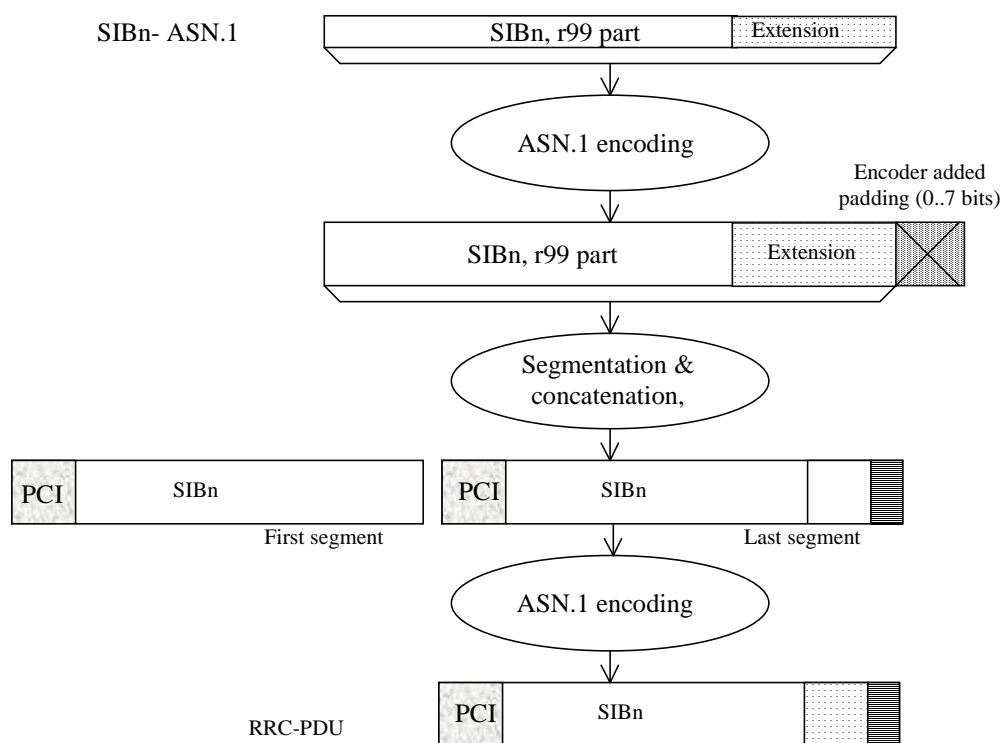 SIBn- ASN.1
SIBn, r99 part
Extension
ASN.1 encoding
Encoder added
padding (0..7 bits)
SIBn, r99 part
Extension
Segmentation &
concatenation,
PCI
SIBn
PCI
SIBn
First segment
Last segment
ASN.1 encoding
PCI
SIBn
RRC-PDU